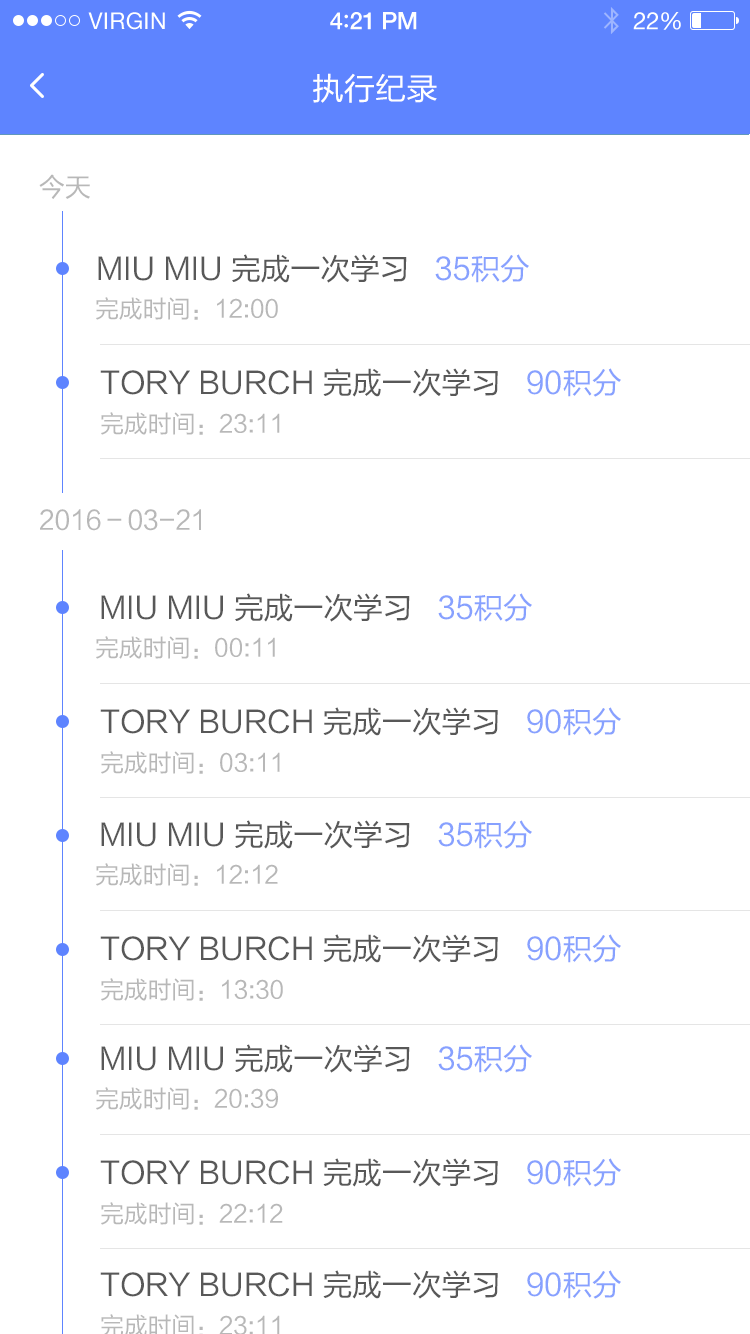 VIRGIN 4:21 PM 22%
执行纪录
今天
MIU MIU 完成一次学习 35积分
完成时间：12:00
TORY BURCH 完成一次学习 90积分
完成时间：23:11
2016-03-21
MIU MIU 完成一次学习 35积分
完成时间：00:11
TORY BURCH 完成一次学习 90积分
完成时间：03:11
MIU MIU 完成一次学习 35积分
完成时间：12:12
TORY BURCH 完成一次学习 90积分
完成时间：13:30
MIU MIU 完成一次学习 35积分
完成时间：20:39
TORY BURCH 完成一次学习 90积分
完成时间：22:12
TORY BURCH 完成一次学习 90积分
完成时间：23:11